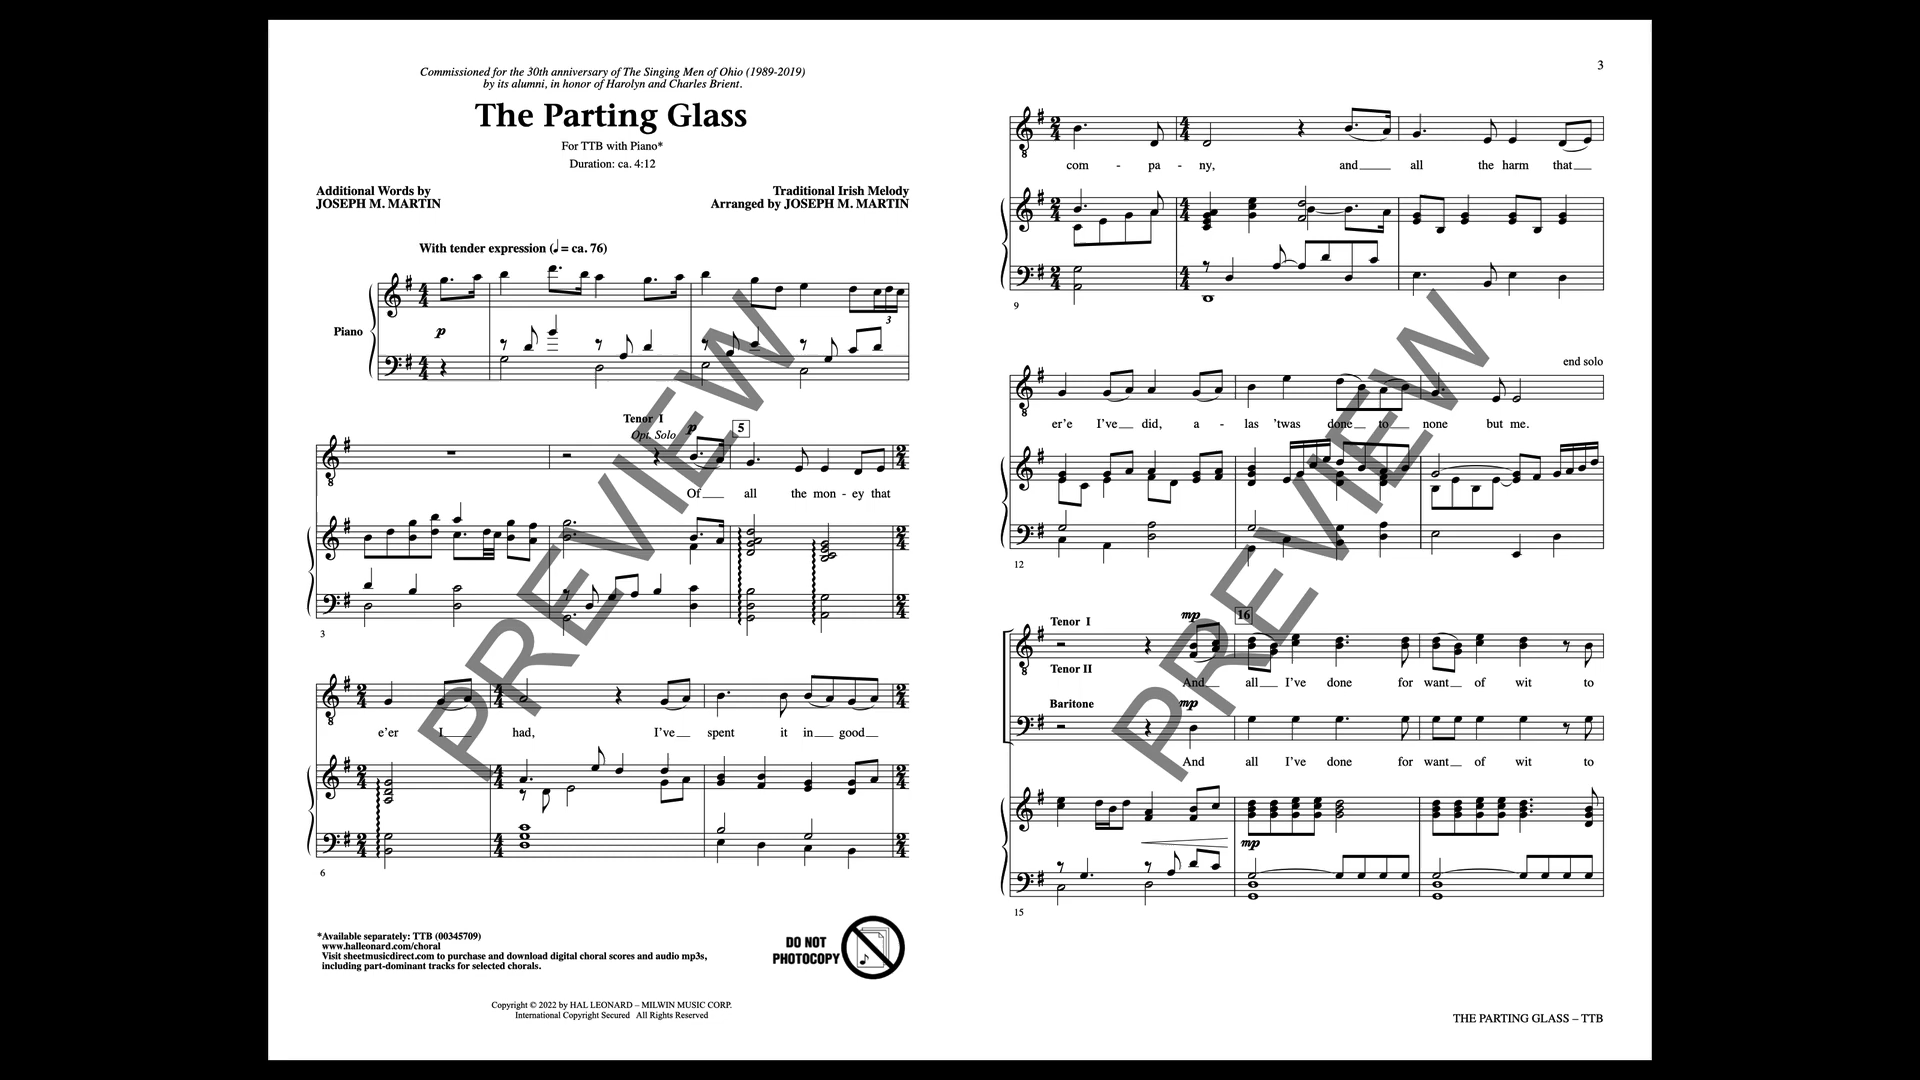 Commissioned for the 30th anniversary of The Singing Men of Ohio (1989-2019)
by its alumni, in honor of Harolyn and Charles Brient.
The Parting Glass
For TTB with Piano*
Duration: ca. 4:12
Additional Words by
JOSEPH M. MARTIN
Traditional Irish Melody
Arranged by JOSEPH M. MARTIN
With tender expression (♩ = ca. 76)
Piano
p
3
Tenor I
Opt. Solo
p
5
Of all the mon - ey that
3
e'er I had, I've spent it in good
6
*Available separately: TTB (00345709)
www.halleonard.com/choral
Visit sheetmusicdirect.com to purchase and download digital choral scores and audio mp3s,
including part-dominant tracks for selected chorals.
DO NOT
PHOTOCOPY
Copyright © 2022 by HAL LEONARD – MILWIN MUSIC CORP.
International Copyright Secured All Rights Reserved
PREVIEW
3
com - pa - ny, and all the harm that
9
end solo
er'e I've did, a - las 'twas done to none but me.
12
Tenor I
mp
16
Tenor II
And all I've done for want of wit to
Baritone
mp
And all I've done for want of wit to
mp
15
THE PARTING GLASS – TTB
PREVIEW